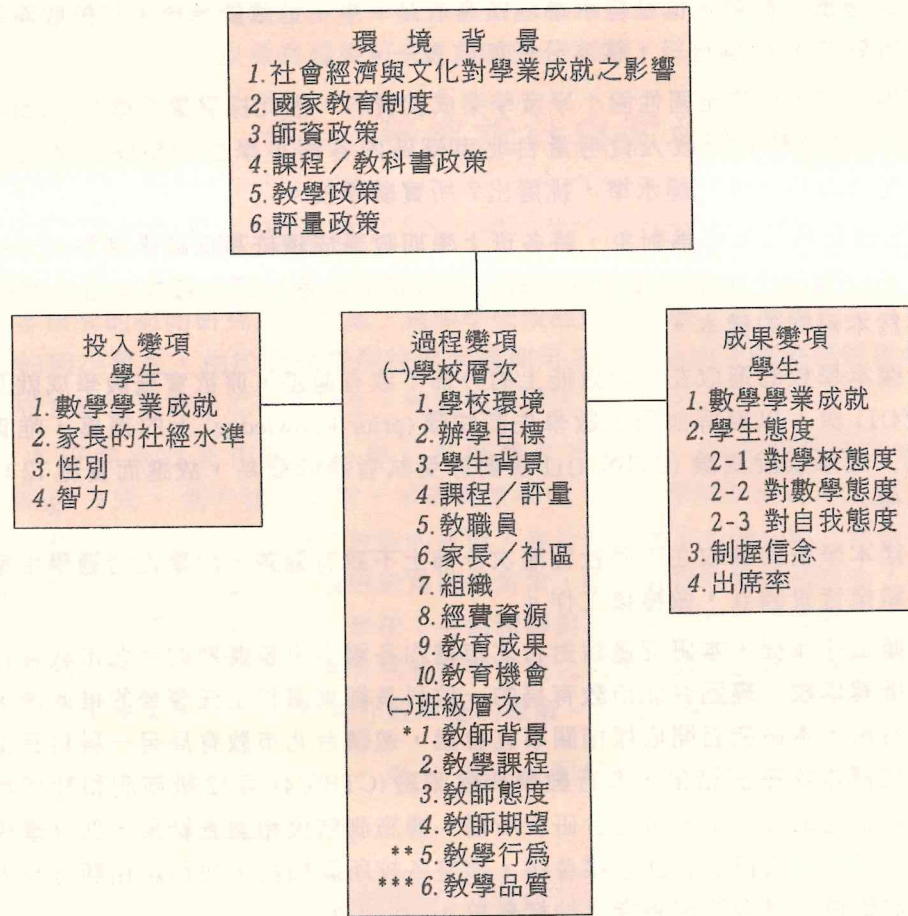 環境背景
1.社會經濟與文化對學業成就之影響
2.國家教育制度
3.師資政策
4.課程／教科書政策
5.教學政策
6.評量政策
投入變項
學生
1.數學學業成就
2.家長的社經水準
3.性別
4.智力
過程變項
㈠學校層次
1.學校環境
2.辦學目標
3.學生背景
4.課程／評量
5.教職員
6.家長／社區
7.組織
8.經費資源
9.教育成果
10.教育機會
㈡班級層次
*1.教師背景
2.教學課程
3.教師態度
4.教師期望
**5.教學行為
***6.教學品質
成果變項
學生
1.數學學業成就
2.學生態度
2-1 對學校態度
2-2 對數學態度
2-3 對自我態度
3.制握信念
4.出席率